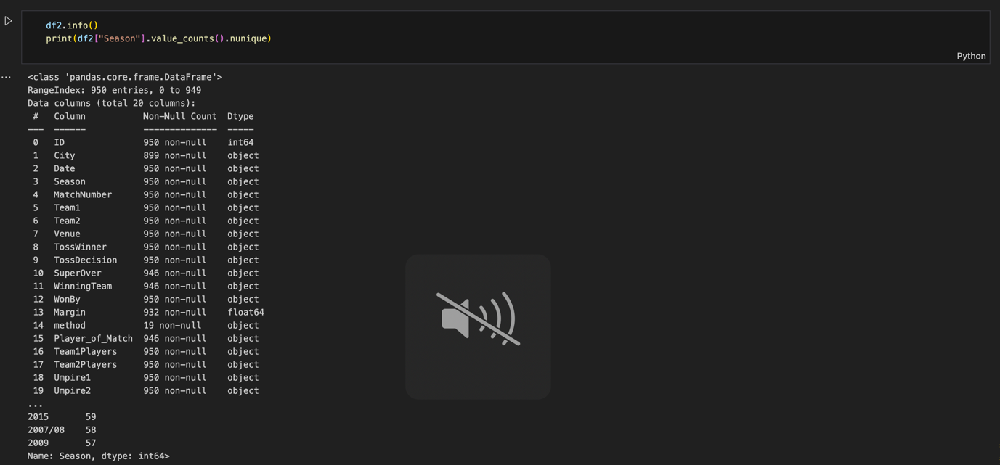 df2.info()
print(df2["Season"].value_counts().nunique)
Python
...
<class 'pandas.core.frame.DataFrame'>
RangeIndex: 950 entries, 0 to 949
Data columns (total 20 columns):
 #   Column          Non-Null Count  Dtype
---  ------          --------------  -----
 0   ID              950 non-null    int64
 1   City            899 non-null    object
 2   Date            950 non-null    object
 3   Season          950 non-null    object
 4   MatchNumber     950 non-null    object
 5   Team1           950 non-null    object
 6   Team2           950 non-null    object
 7   Venue           950 non-null    object
 8   TossWinner      950 non-null    object
 9   TossDecision    950 non-null    object
 10  SuperOver       946 non-null    object
 11  WinningTeam     946 non-null    object
 12  WonBy           950 non-null    object
 13  Margin          932 non-null    float64
 14  method          19 non-null     object
 15  Player_of_Match 946 non-null    object
 16  Team1Players    950 non-null    object
 17  Team2Players    950 non-null    object
 18  Umpire1         950 non-null    object
 19  Umpire2         950 non-null    object
...
2015       59
2007/08    58
2009       57
Name: Season, dtype: int64>